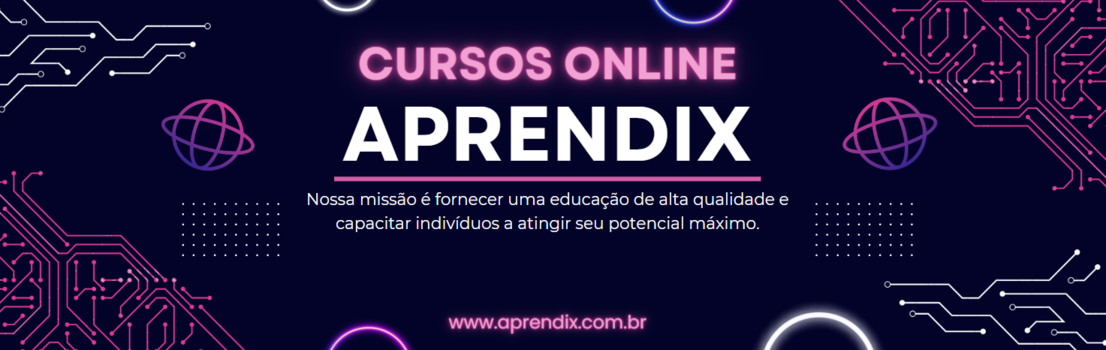 CURSOS ONLINE
APRENDIX
Nossa missão é fornecer uma educação de alta qualidade e
capacitar indivíduos a atingir seu potencial máximo.
www.aprendix.com.br